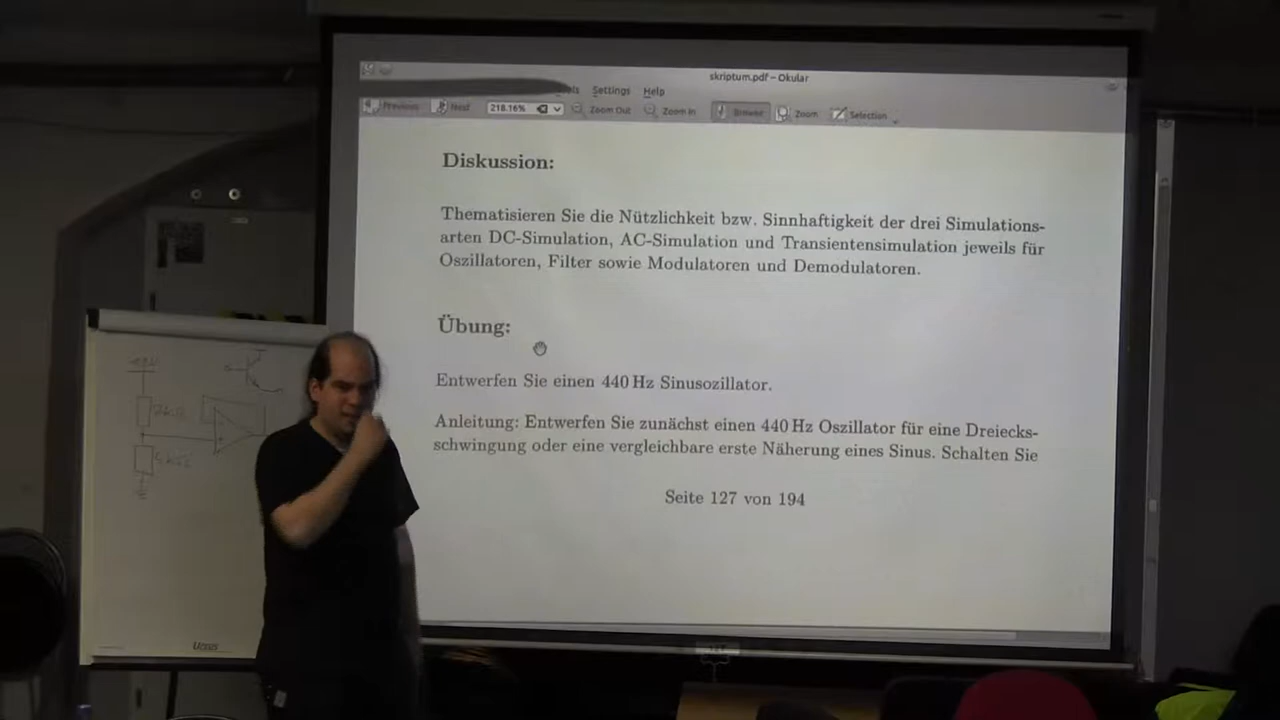 skriptum.pdf – Okular
Settings Help
Previous Next 218.16% Zoom Out Zoom In Browse Zoom Selection
Diskussion:
Thematisieren Sie die Nützlichkeit bzw. Sinnhaftigkeit der drei Simulations-
arten DC-Simulation, AC-Simulation und Transientensimulation jeweils für
Oszillatoren, Filter sowie Modulatoren und Demodulatoren.
Übung:
Entwerfen Sie einen 440 Hz Sinusozillator.
Anleitung: Entwerfen Sie zunächst einen 440 Hz Oszillator für eine Dreiecks-
schwingung oder eine vergleichbare erste Näherung eines Sinus. Schalten Sie
Seite 127 von 194